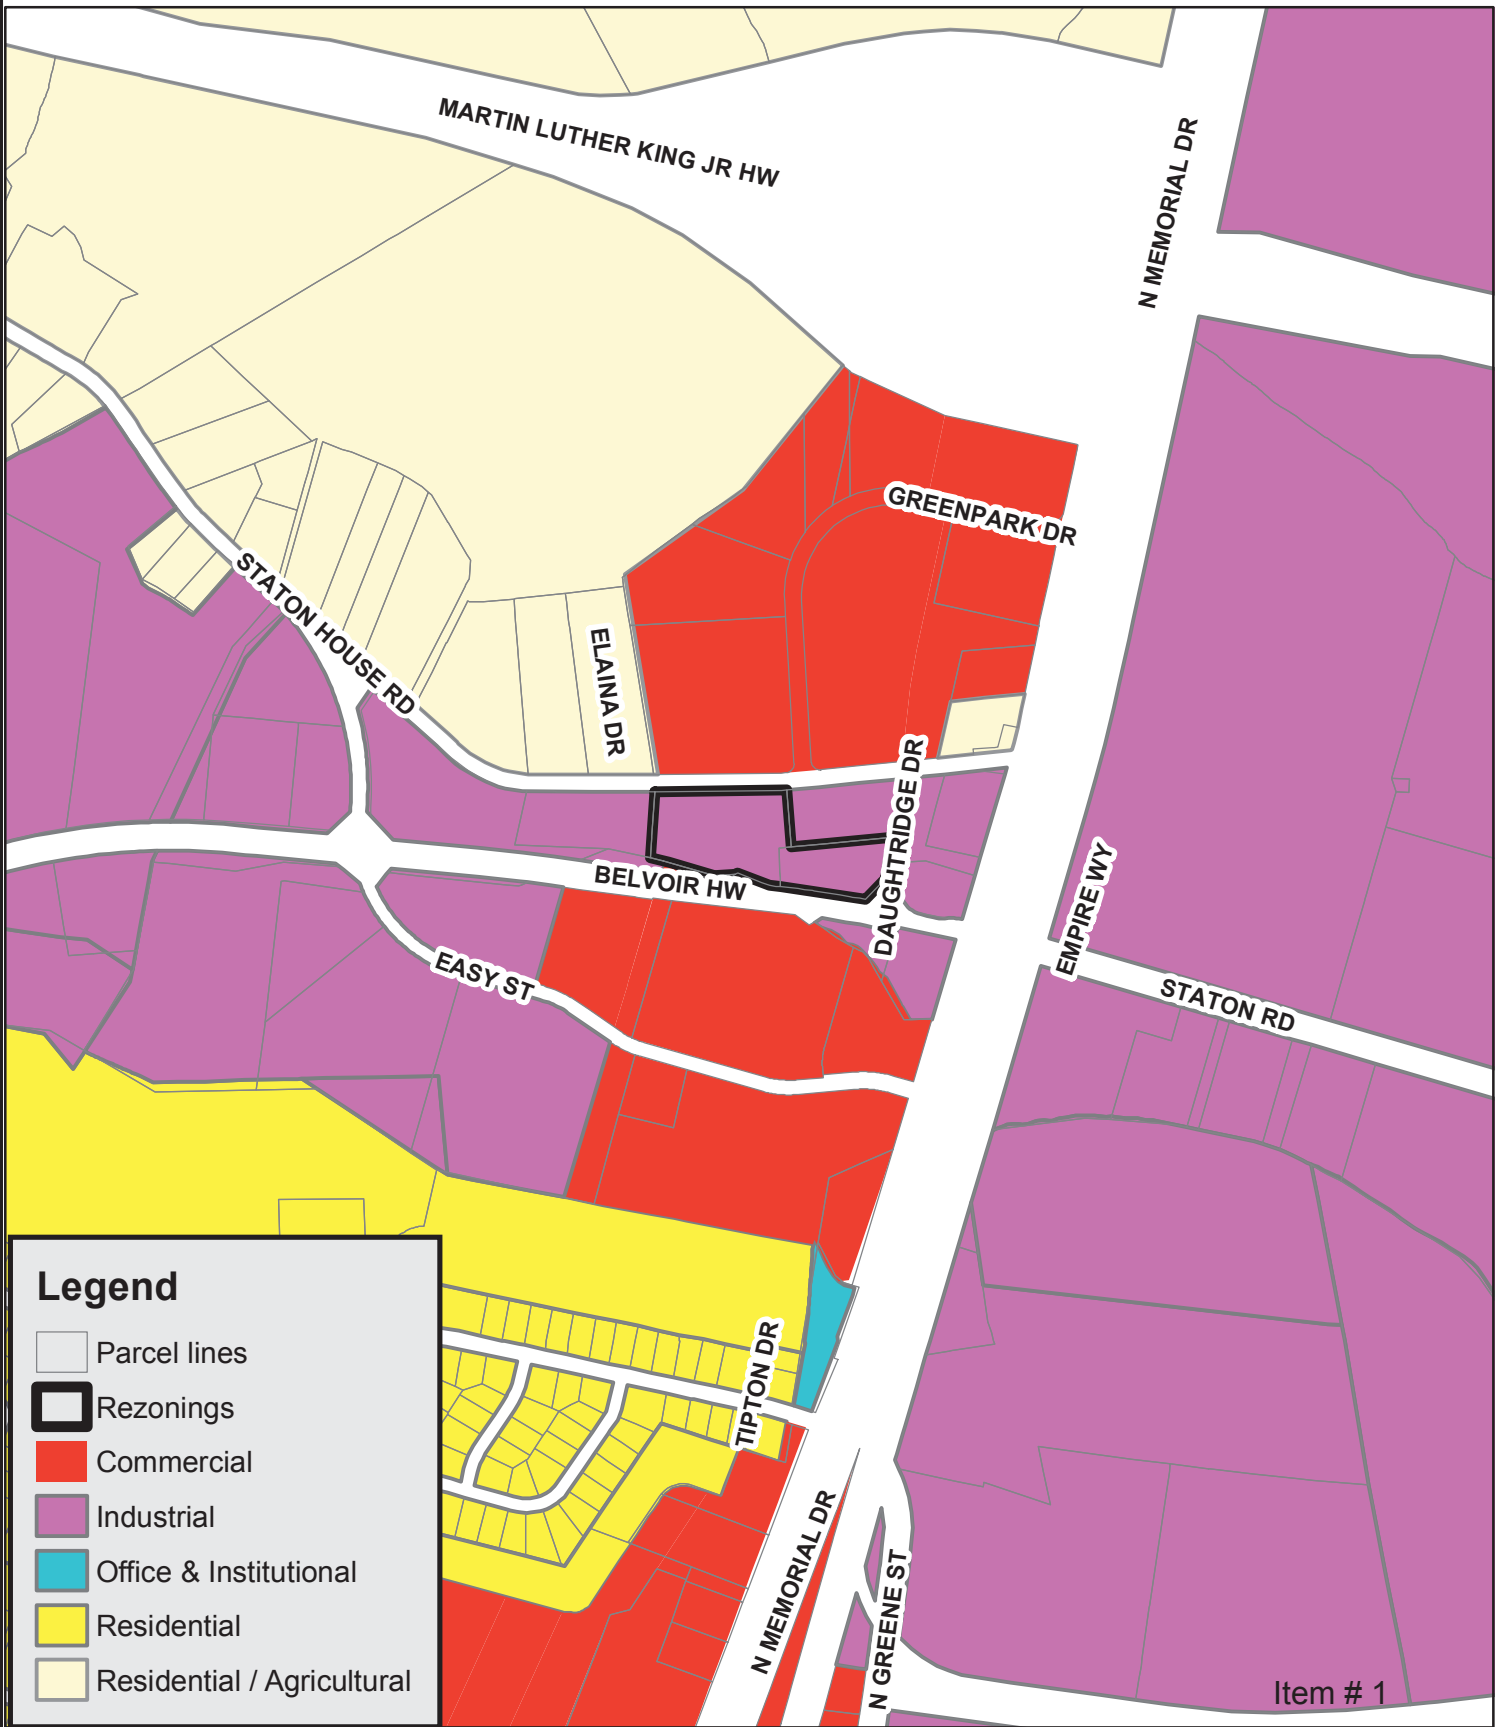 MARTIN LUTHER KING JR HW
N MEMORIAL DR
GREENPARK DR
STATON HOUSE RD
ELAINA DR
DAUGHTRIDGE DR
BELVOIR HW
EMPIRE WY
EASY ST
STATON RD
TIPTON DR
N MEMORIAL DR
N GREENE ST
Legend
Parcel lines
Rezonings
Commercial
Industrial
Office & Institutional
Residential
Residential / Agricultural
Item # 1